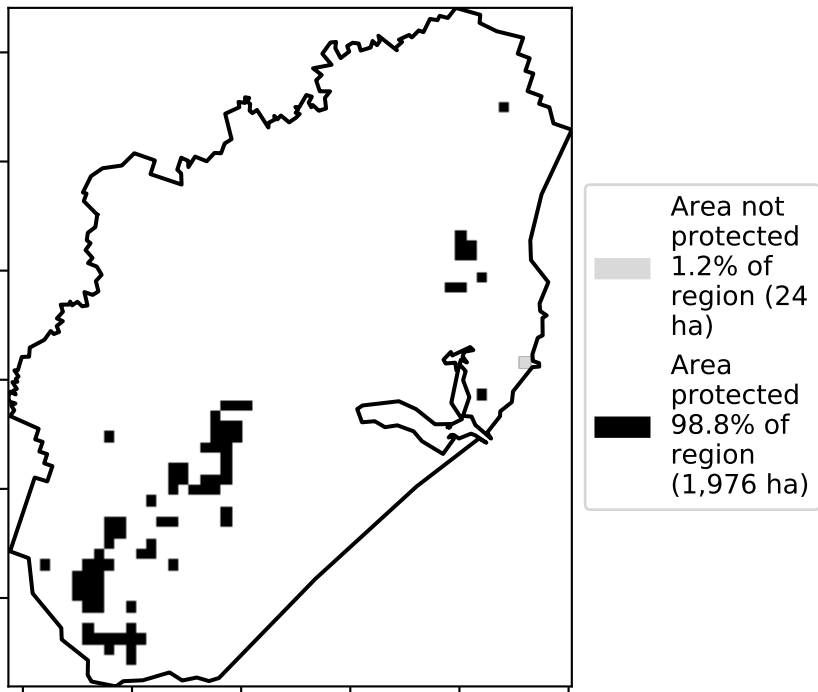 Area not
protected
1.2% of
region (24
ha)
Area
protected
98.8% of
region
(1,976 ha)